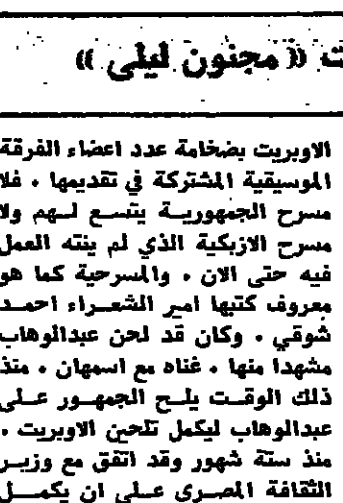 ت (( مجنون ليلى ))
الاوبريت بضخامة عدد اعضاء الفرقة
الموسيقية المشتركة في تقديمها . فلا
مسرح الجمهورية يتسع لهم ولا
مسرح الازبكية الذي لم ينته العمل
فيه حتى الان . والمسرحية كما هو
معروف كتبها امير الشعراء احمد
شوقي . وكان قد لحن عبدالوهاب
مشهدا منها . غناه مع اسمهان . منذ
ذلك الوقت يلح الجمهور على
عبدالوهاب ليكمل تلحين الاوبريت .
منذ ستة شهور وقد اتفق مع وزير
الثقافة المصري على ان يكمل